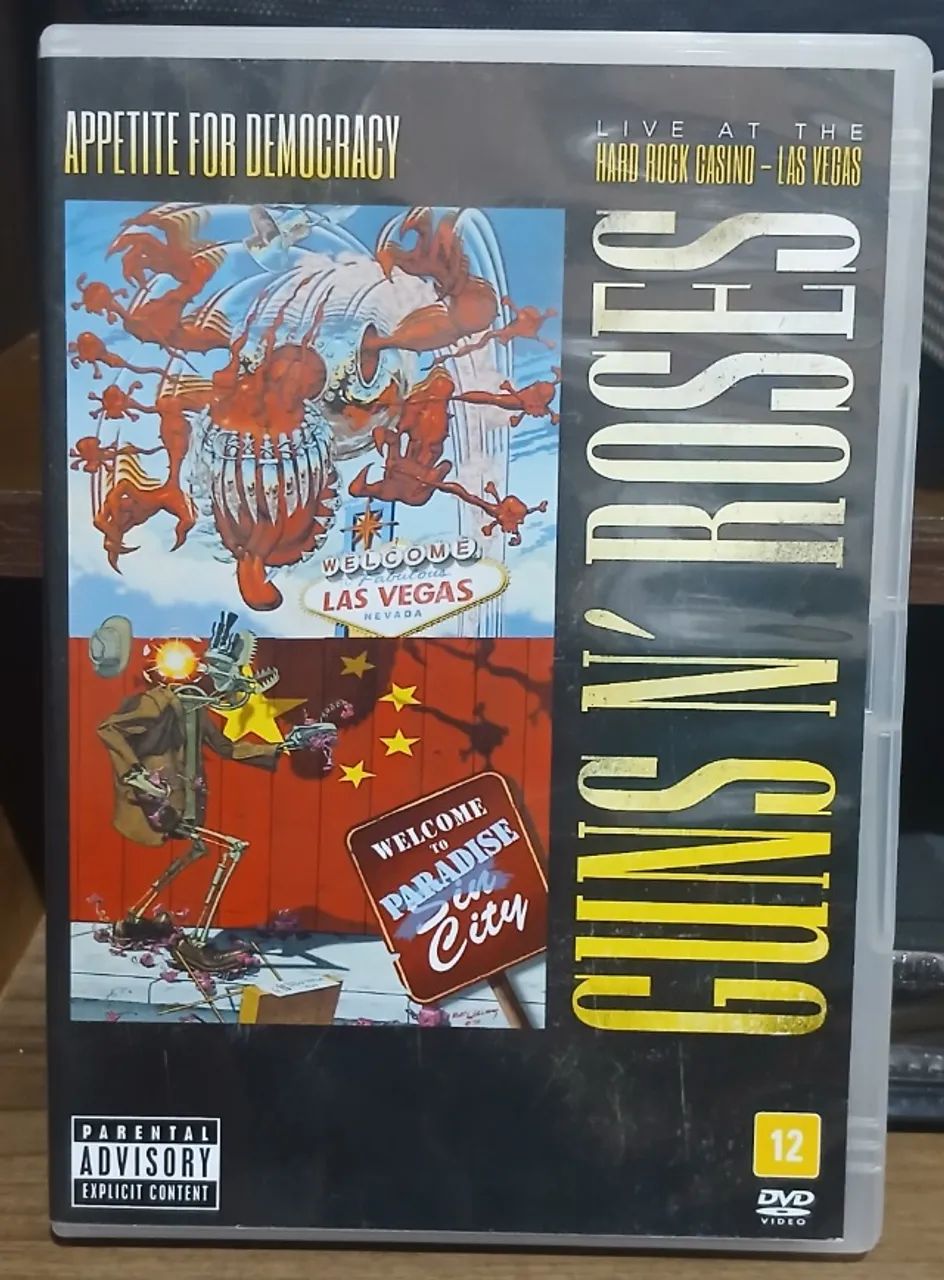 APPETITE FOR DEMOCRACY
LIVE AT THE
HARD ROCK CASINO – LAS VEGAS
GUNS N' ROSES
WELCOME
to Fabulous
LAS VEGAS
NEVADA
WELCOME
TO
PARADISE
Sin
City
PARENTAL
ADVISORY
EXPLICIT CONTENT
12
DVD
VIDEO